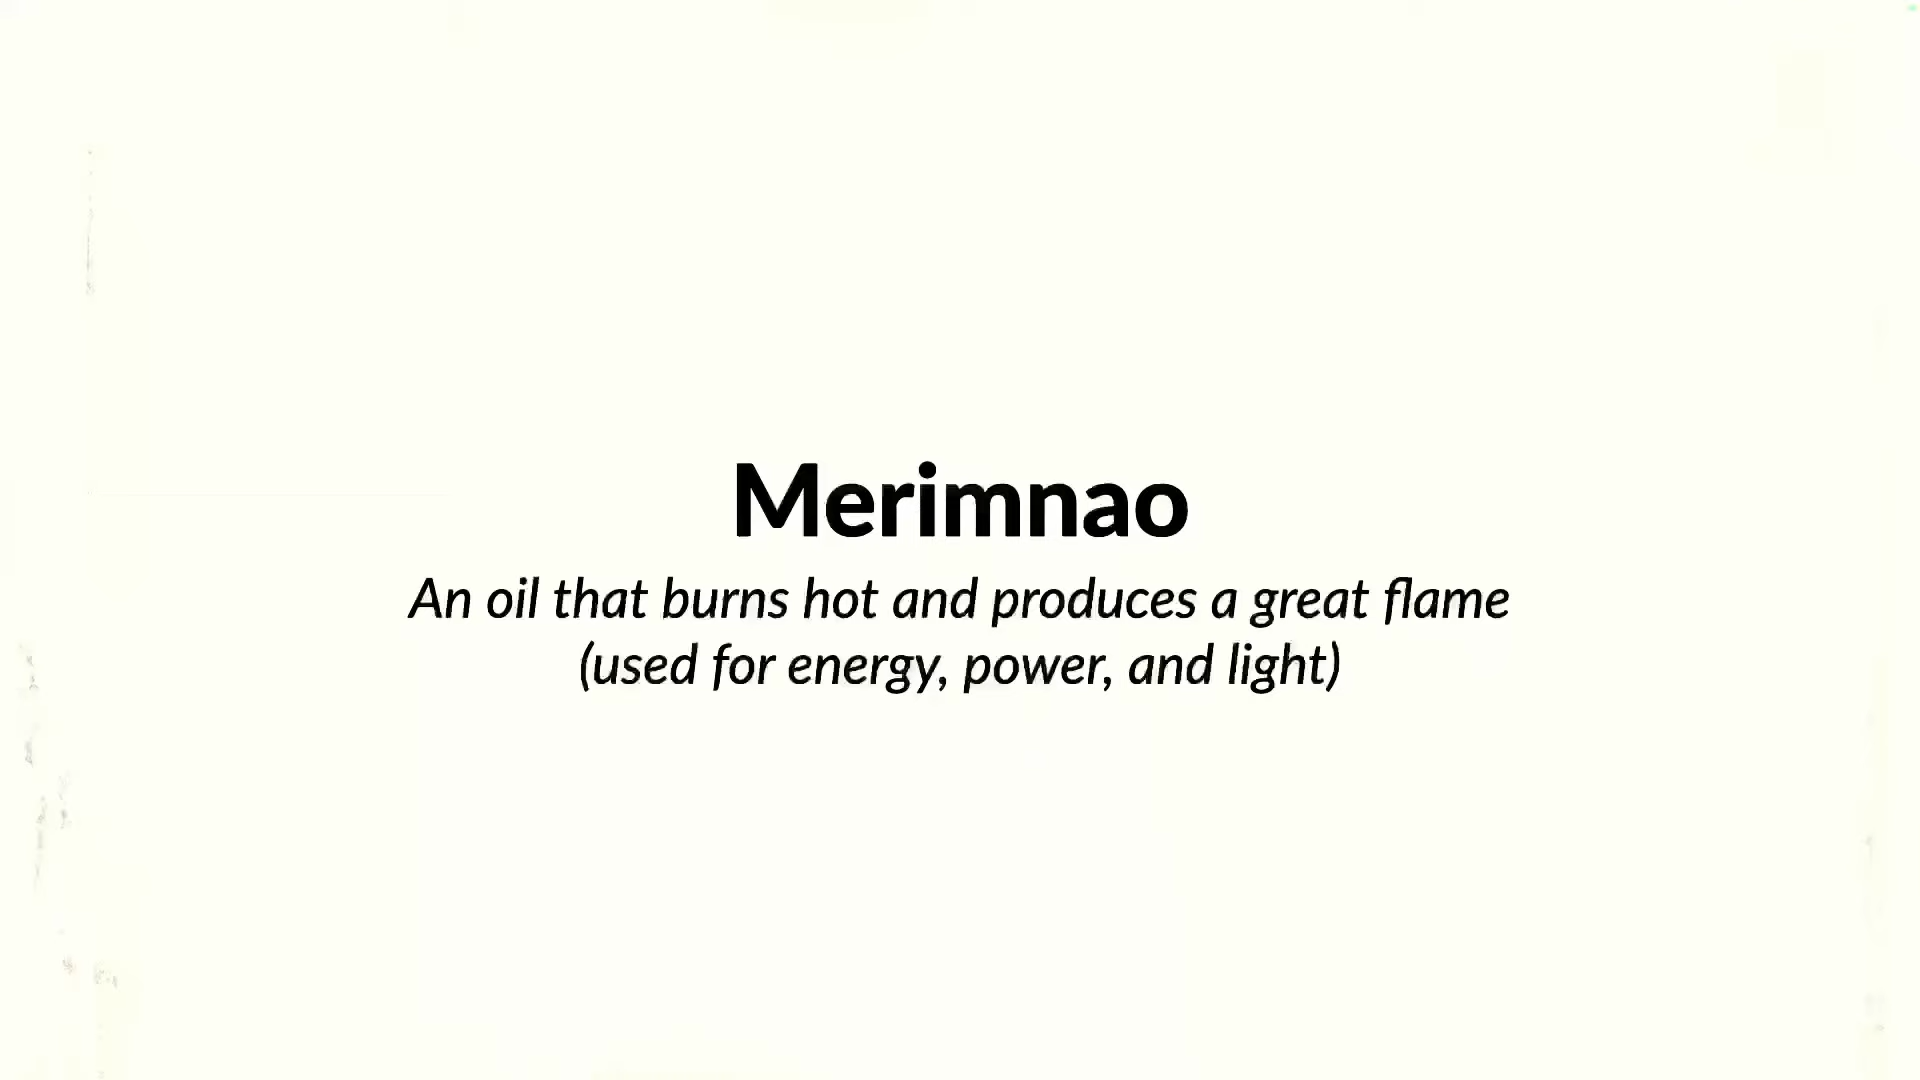 Merimnao
An oil that burns hot and produces a great flame
(used for energy, power, and light)